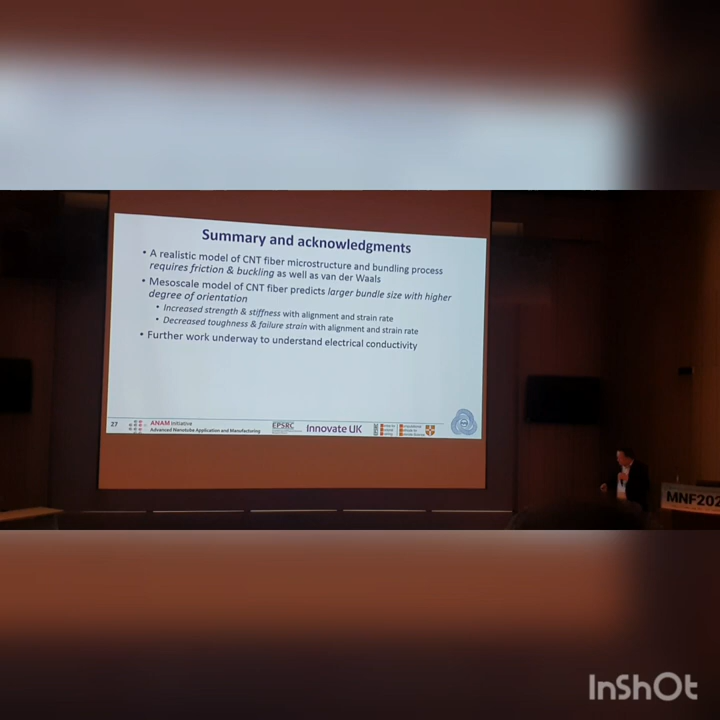 Summary and acknowledgments
• A realistic model of CNT fiber microstructure and bundling process
requires friction & buckling as well as van der Waals
• Mesoscale model of CNT fiber predicts larger bundle size with higher
degree of orientation
• Increased strength & stiffness with alignment and strain rate
• Decreased toughness & failure strain with alignment and strain rate
• Further work underway to understand electrical conductivity
27
ANAM Initiative
Advanced Nanotube Application and Manufacturing
EPSRC
Innovate UK
MNF202
InShOt